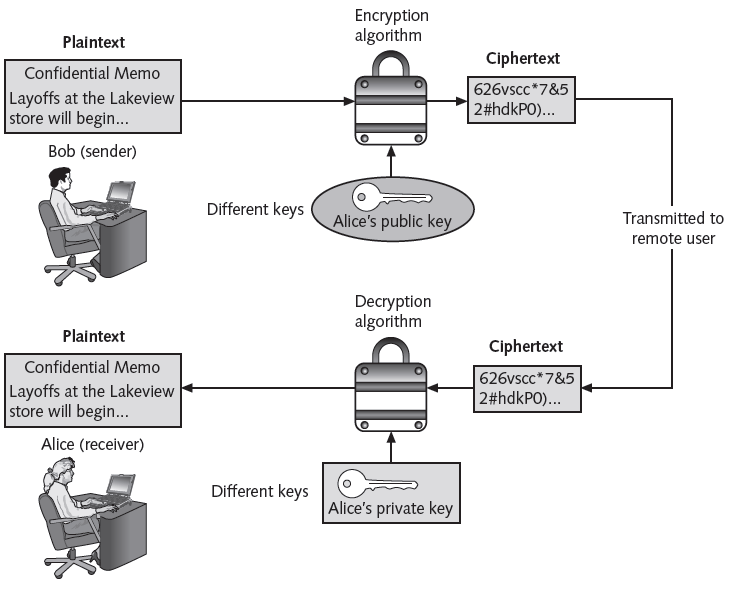 Encryption
algorithm
Plaintext
Ciphertext
Confidential Memo
Layoffs at the Lakeview
store will begin...
626vscc*7&5
2#hdkP0)...
Bob (sender)
Different keys
Alice's public key
Transmitted to
remote user
Decryption
algorithm
Plaintext
Ciphertext
Confidential Memo
Layoffs at the Lakeview
store will begin...
626vscc*7&5
2#hdkP0)...
Alice (receiver)
Different keys
Alice's private key